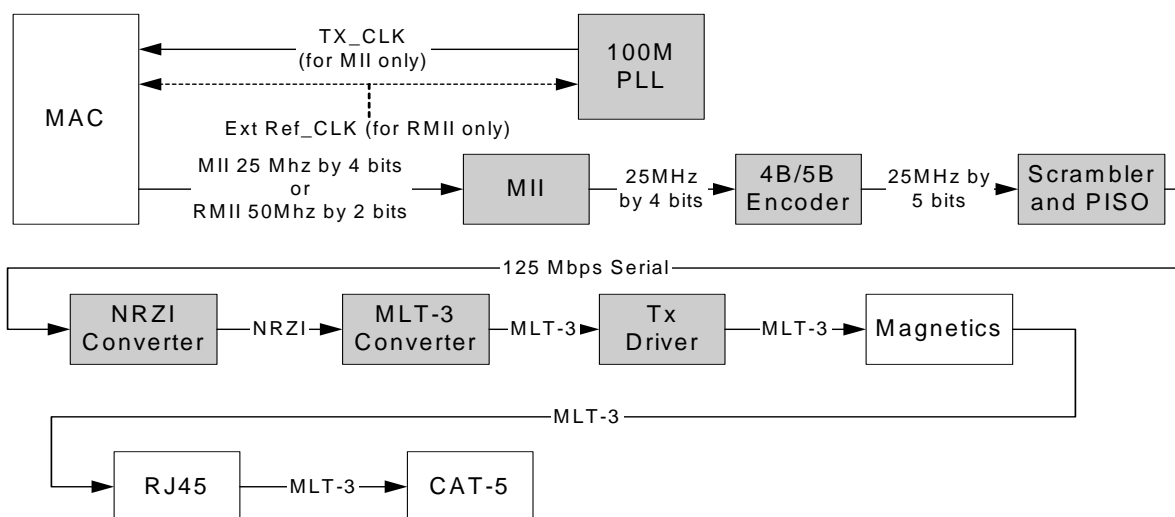 TX_CLK
(for MII only)
100M
PLL
MAC
Ext Ref_CLK (for RMII only)
MII 25 Mhz by 4 bits
or
RMII 50Mhz by 2 bits
MII
25MHz
by 4 bits
4B/5B
Encoder
25MHz by
5 bits
Scrambler
and PISO
125 Mbps Serial
NRZI
Converter
NRZI
MLT-3
Converter
MLT-3
Tx
Driver
MLT-3
Magnetics
MLT-3
RJ45
MLT-3
CAT-5